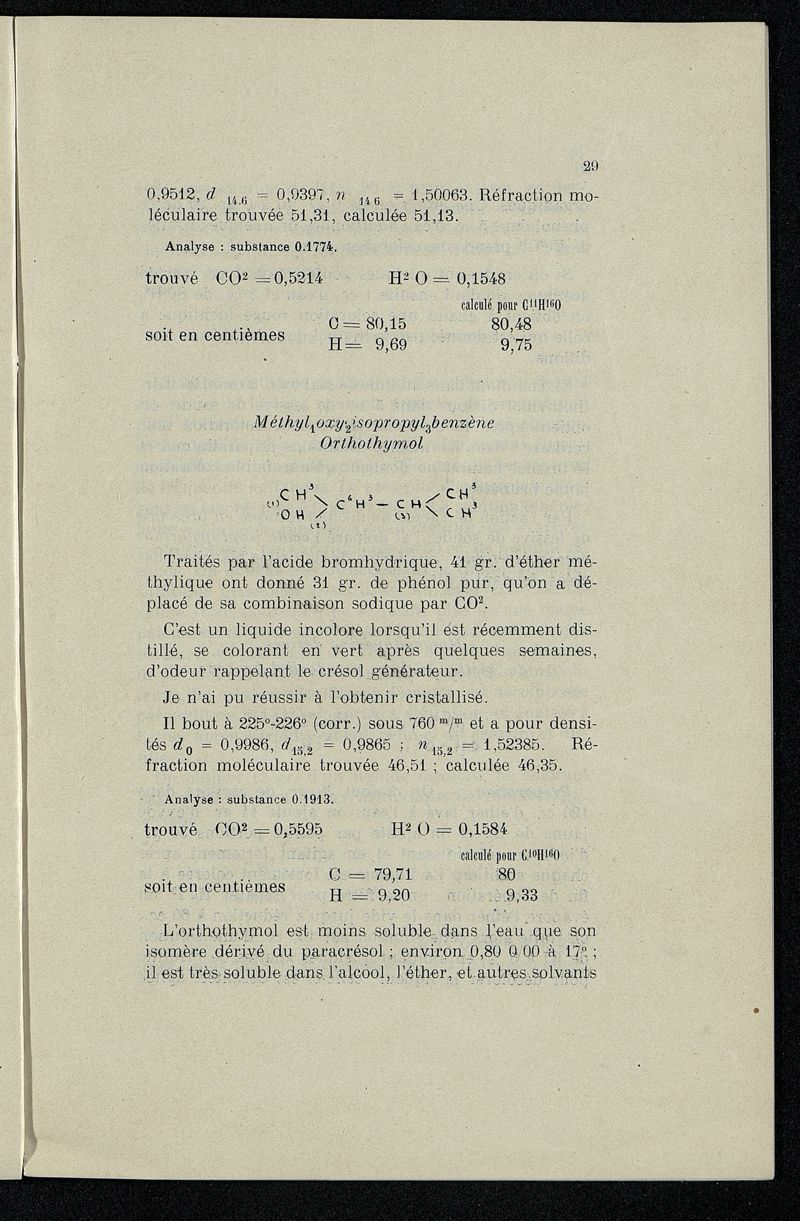 29
0,9512, d 14.6 = 0,9397, n 14 6 = 1,50063. Réfraction mo-
léculaire trouvée 51,31, calculée 51,13.
Analyse : substance 0.1774.
trouvé CO² = 0,5214 H² O = 0,1548
calculé pour C¹¹H¹⁶O
C = 80,15 80,48
soit en centièmes
H = 9,69 9,75
Méthyl₁oxy₂isopropyl₃benzène
Orthothymol
(1) CH³ > C⁶H³ — CH < CH³
OH (3) CH³
(2)
Traités par l'acide bromhydrique, 41 gr. d'éther mé-
thylique ont donné 31 gr. de phénol pur, qu'on a dé-
placé de sa combinaison sodique par CO².
C'est un liquide incolore lorsqu'il est récemment dis-
tillé, se colorant en vert après quelques semaines,
d'odeur rappelant le crésol générateur.
Je n'ai pu réussir à l'obtenir cristallisé.
Il bout à 225°-226° (corr.) sous 760 m/m et a pour densi-
tés d₀ = 0,9986, d₁₅,₂ = 0,9865 ; n₁₅,₂ = 1,52385. Ré-
fraction moléculaire trouvée 46,51 ; calculée 46,35.
Analyse : substance 0.1913.
trouvé CO² = 0,5595 H² O = 0,1584
calculé pour C¹⁰H¹⁶O
C = 79,71 80
soit en centièmes
H = 9,20 9,33
L'orthothymol est moins soluble dans l'eau que son
isomère dérivé du paracrésol ; environ 0,80 0/00 à 17° ;
il est très soluble dans l'alcool, l'éther, et autres solvants